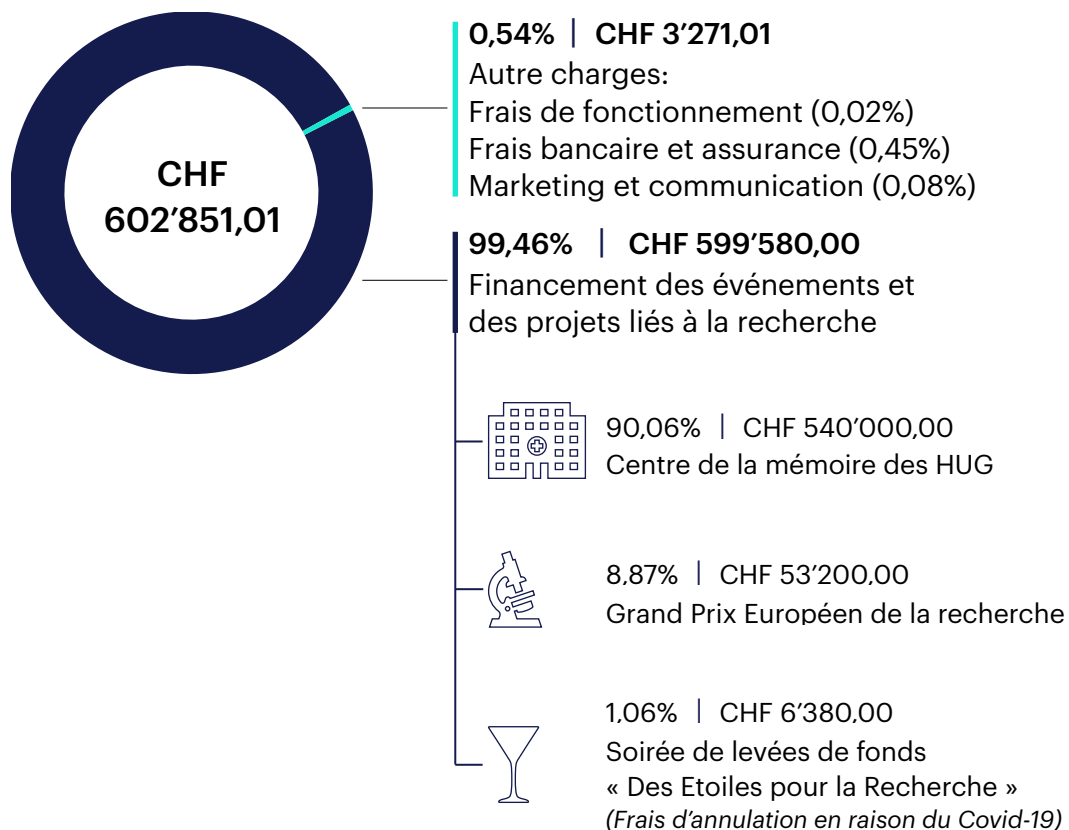 CHF
602’851,01
0,54% | CHF 3’271,01
Autre charges:
Frais de fonctionnement (0,02%)
Frais bancaire et assurance (0,45%)
Marketing et communication (0,08%)
99,46% | CHF 599’580,00
Financement des événements et
des projets liés à la recherche
90,06% | CHF 540’000,00
Centre de la mémoire des HUG
8,87% | CHF 53’200,00
Grand Prix Européen de la recherche
1,06% | CHF 6’380,00
Soirée de levées de fonds
« Des Etoiles pour la Recherche »
(Frais d’annulation en raison du Covid-19)